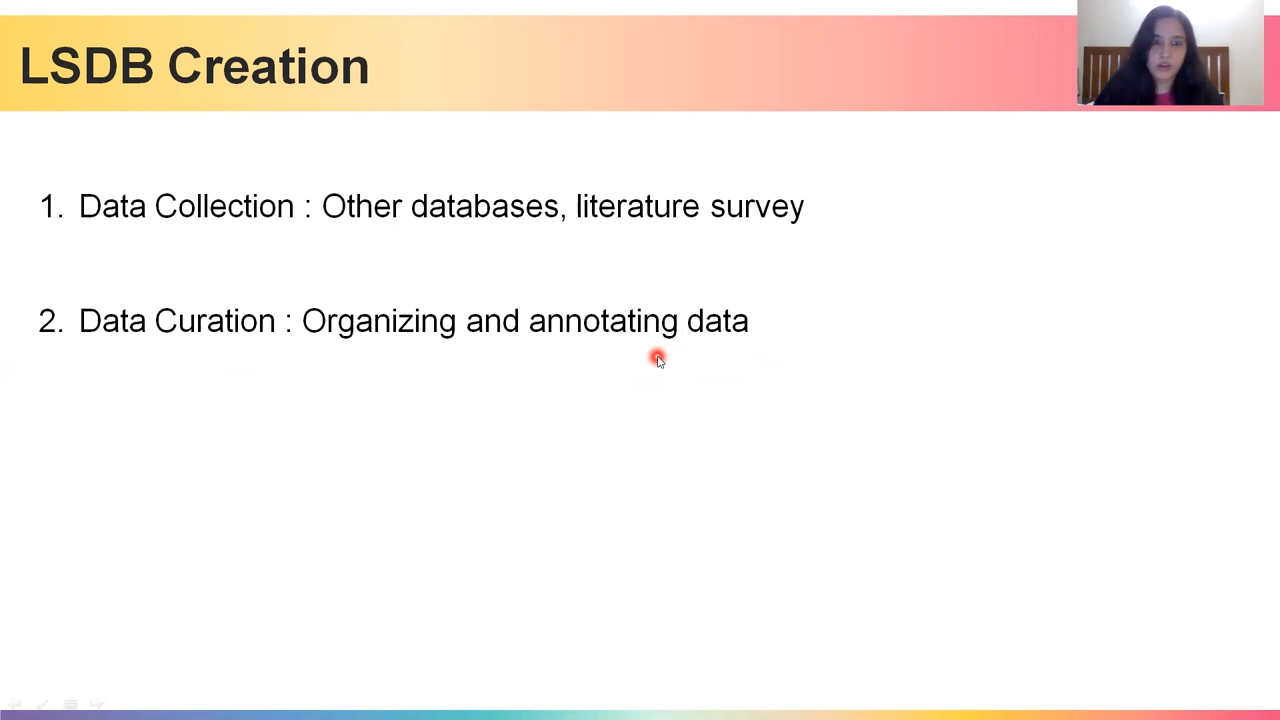 LSDB Creation
1. Data Collection : Other databases, literature survey
2. Data Curation : Organizing and annotating data